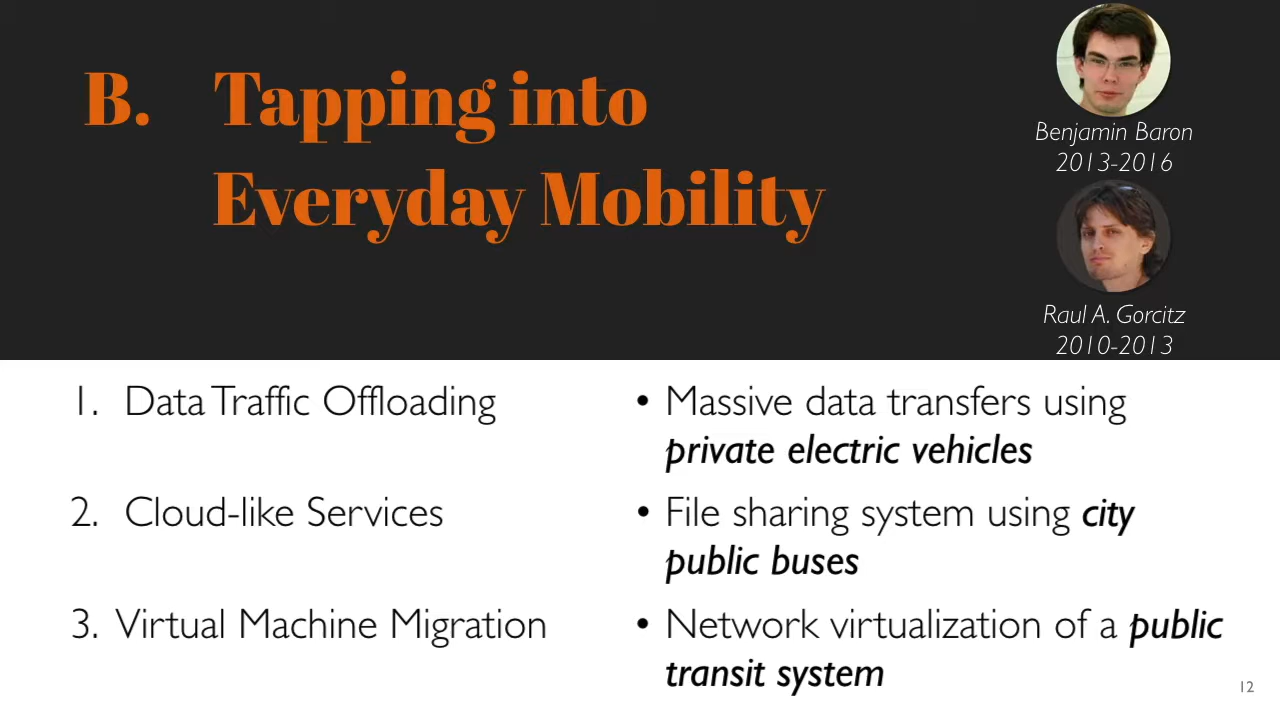 B. Tapping into
Everyday Mobility
Benjamin Baron
2013-2016
Raul A. Gorcitz
2010-2013
1. Data Traffic Offloading
• Massive data transfers using
private electric vehicles
2. Cloud-like Services
• File sharing system using city
public buses
3. Virtual Machine Migration
• Network virtualization of a public
transit system
12